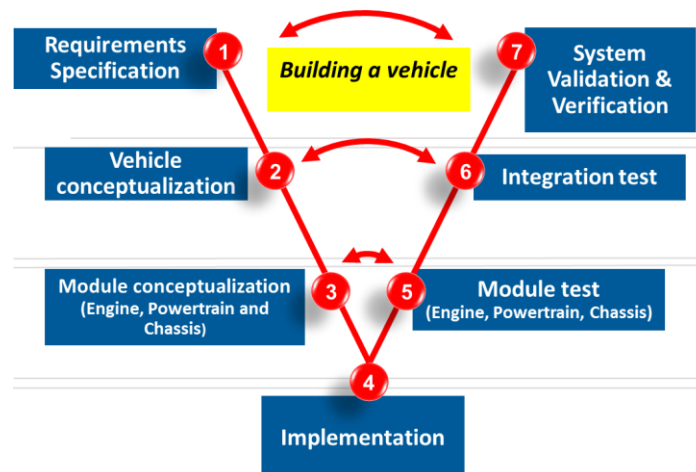 Requirements
Specification
1
Building a vehicle
7
System
Validation &
Verification
Vehicle
conceptualization
2
6
Integration test
Module conceptualization
(Engine, Powertrain and
Chassis)
3
5
Module test
(Engine, Powertrain, Chassis)
4
Implementation